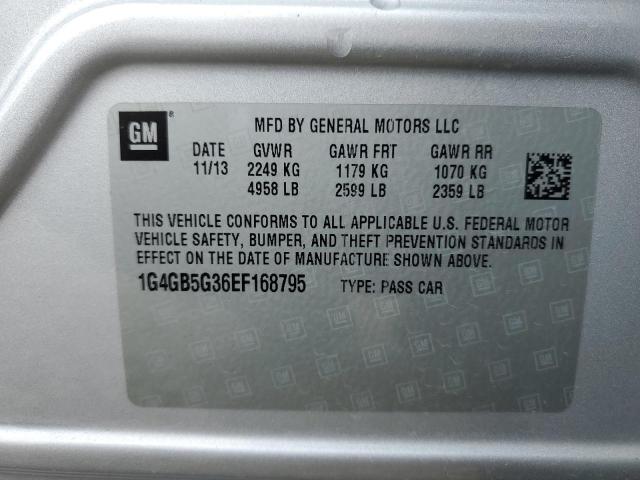 GM ®
MFD BY GENERAL MOTORS LLC
DATE GVWR GAWR FRT GAWR RR
11/13 2249 KG 1179 KG 1070 KG
4958 LB 2599 LB 2359 LB
THIS VEHICLE CONFORMS TO ALL APPLICABLE U.S. FEDERAL MOTOR
VEHICLE SAFETY, BUMPER, AND THEFT PREVENTION STANDARDS IN
EFFECT ON THE DATE OF MANUFACTURE SHOWN ABOVE.
1G4GB5G36EF168795 TYPE: PASS CAR